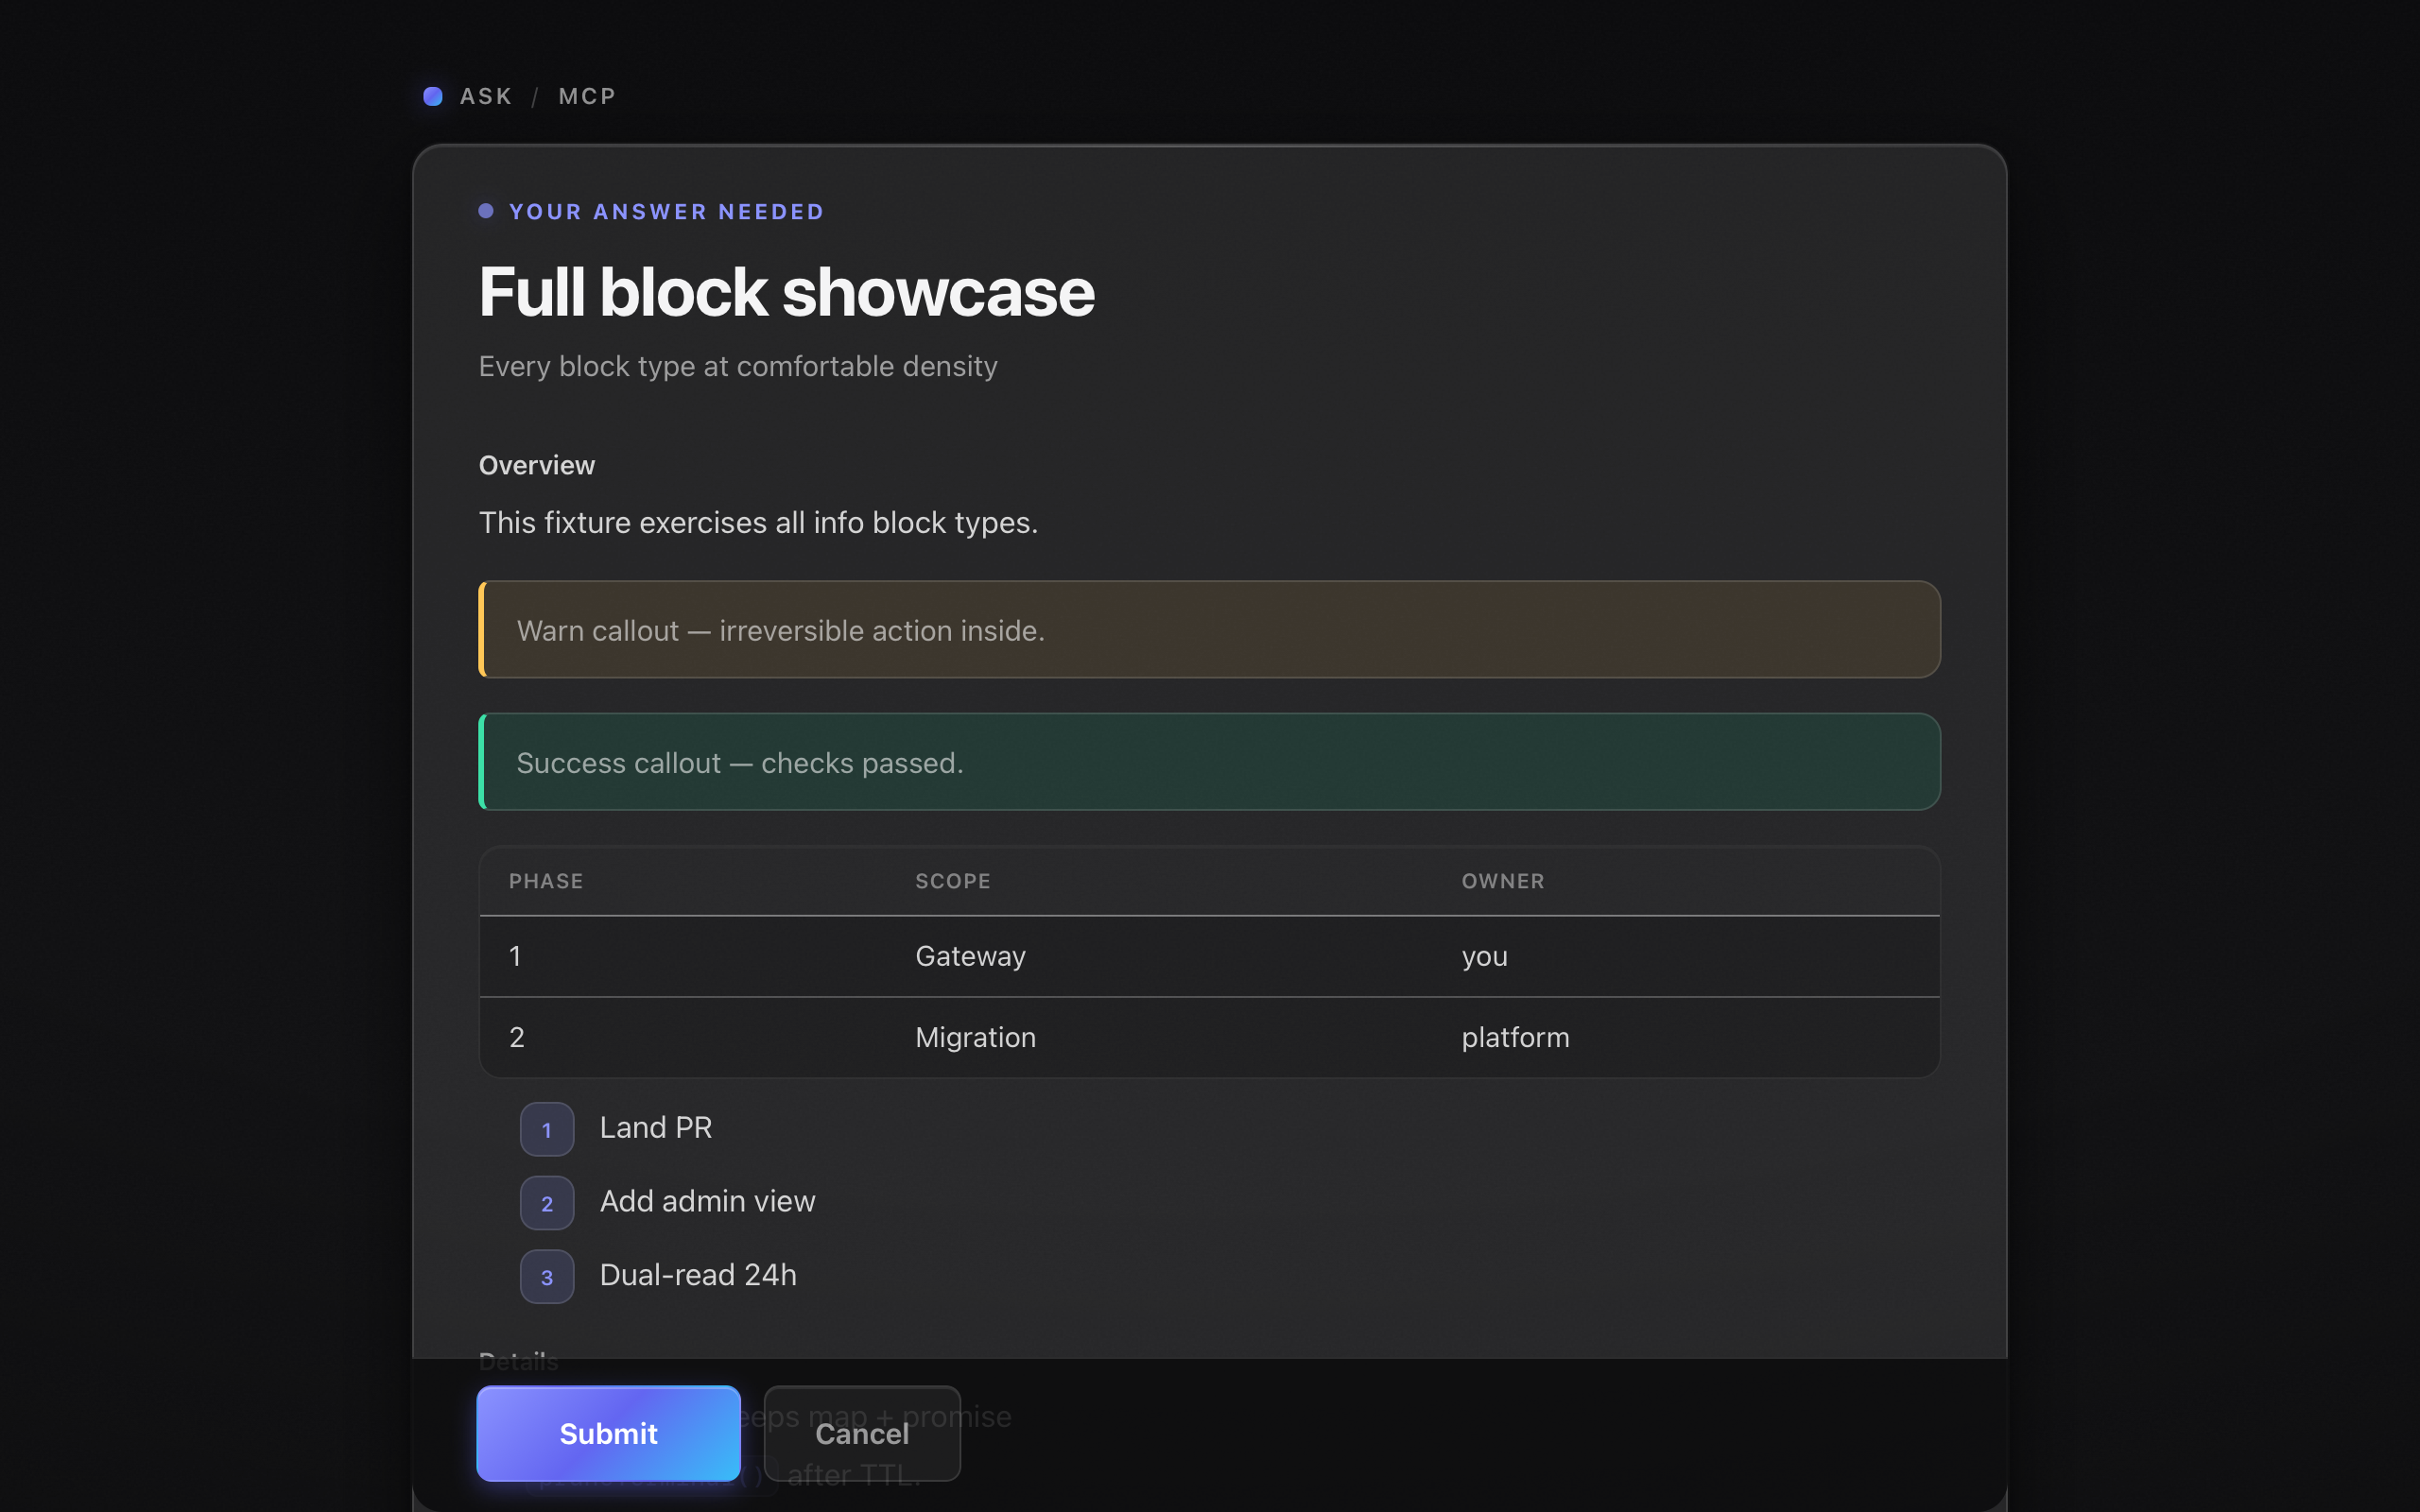 ASK / MCP
YOUR ANSWER NEEDED
Full block showcase
Every block type at comfortable density
Overview
This fixture exercises all info block types.
Warn callout — irreversible action inside.
Success callout — checks passed.
PHASE SCOPE OWNER
1 Gateway you
2 Migration platform
1 Land PR
2 Add admin view
3 Dual-read 24h
Details
map + promise
Submit Cancel
after TTL.